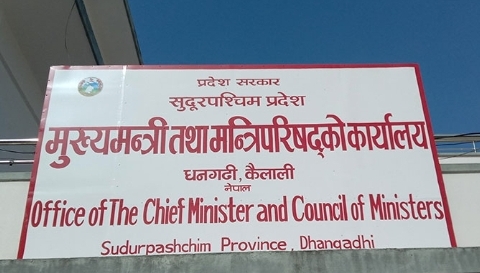 प्रदेश सरकार
सुदूरपश्चिम प्रदेश
मुख्यमन्त्री तथा मन्त्रिपरिषद्को कार्यालय
धनगढी, कैलाली
नेपाल
Office of The Chief Minister and Council of Ministers
Sudurpashchim Province, Dhangadhi